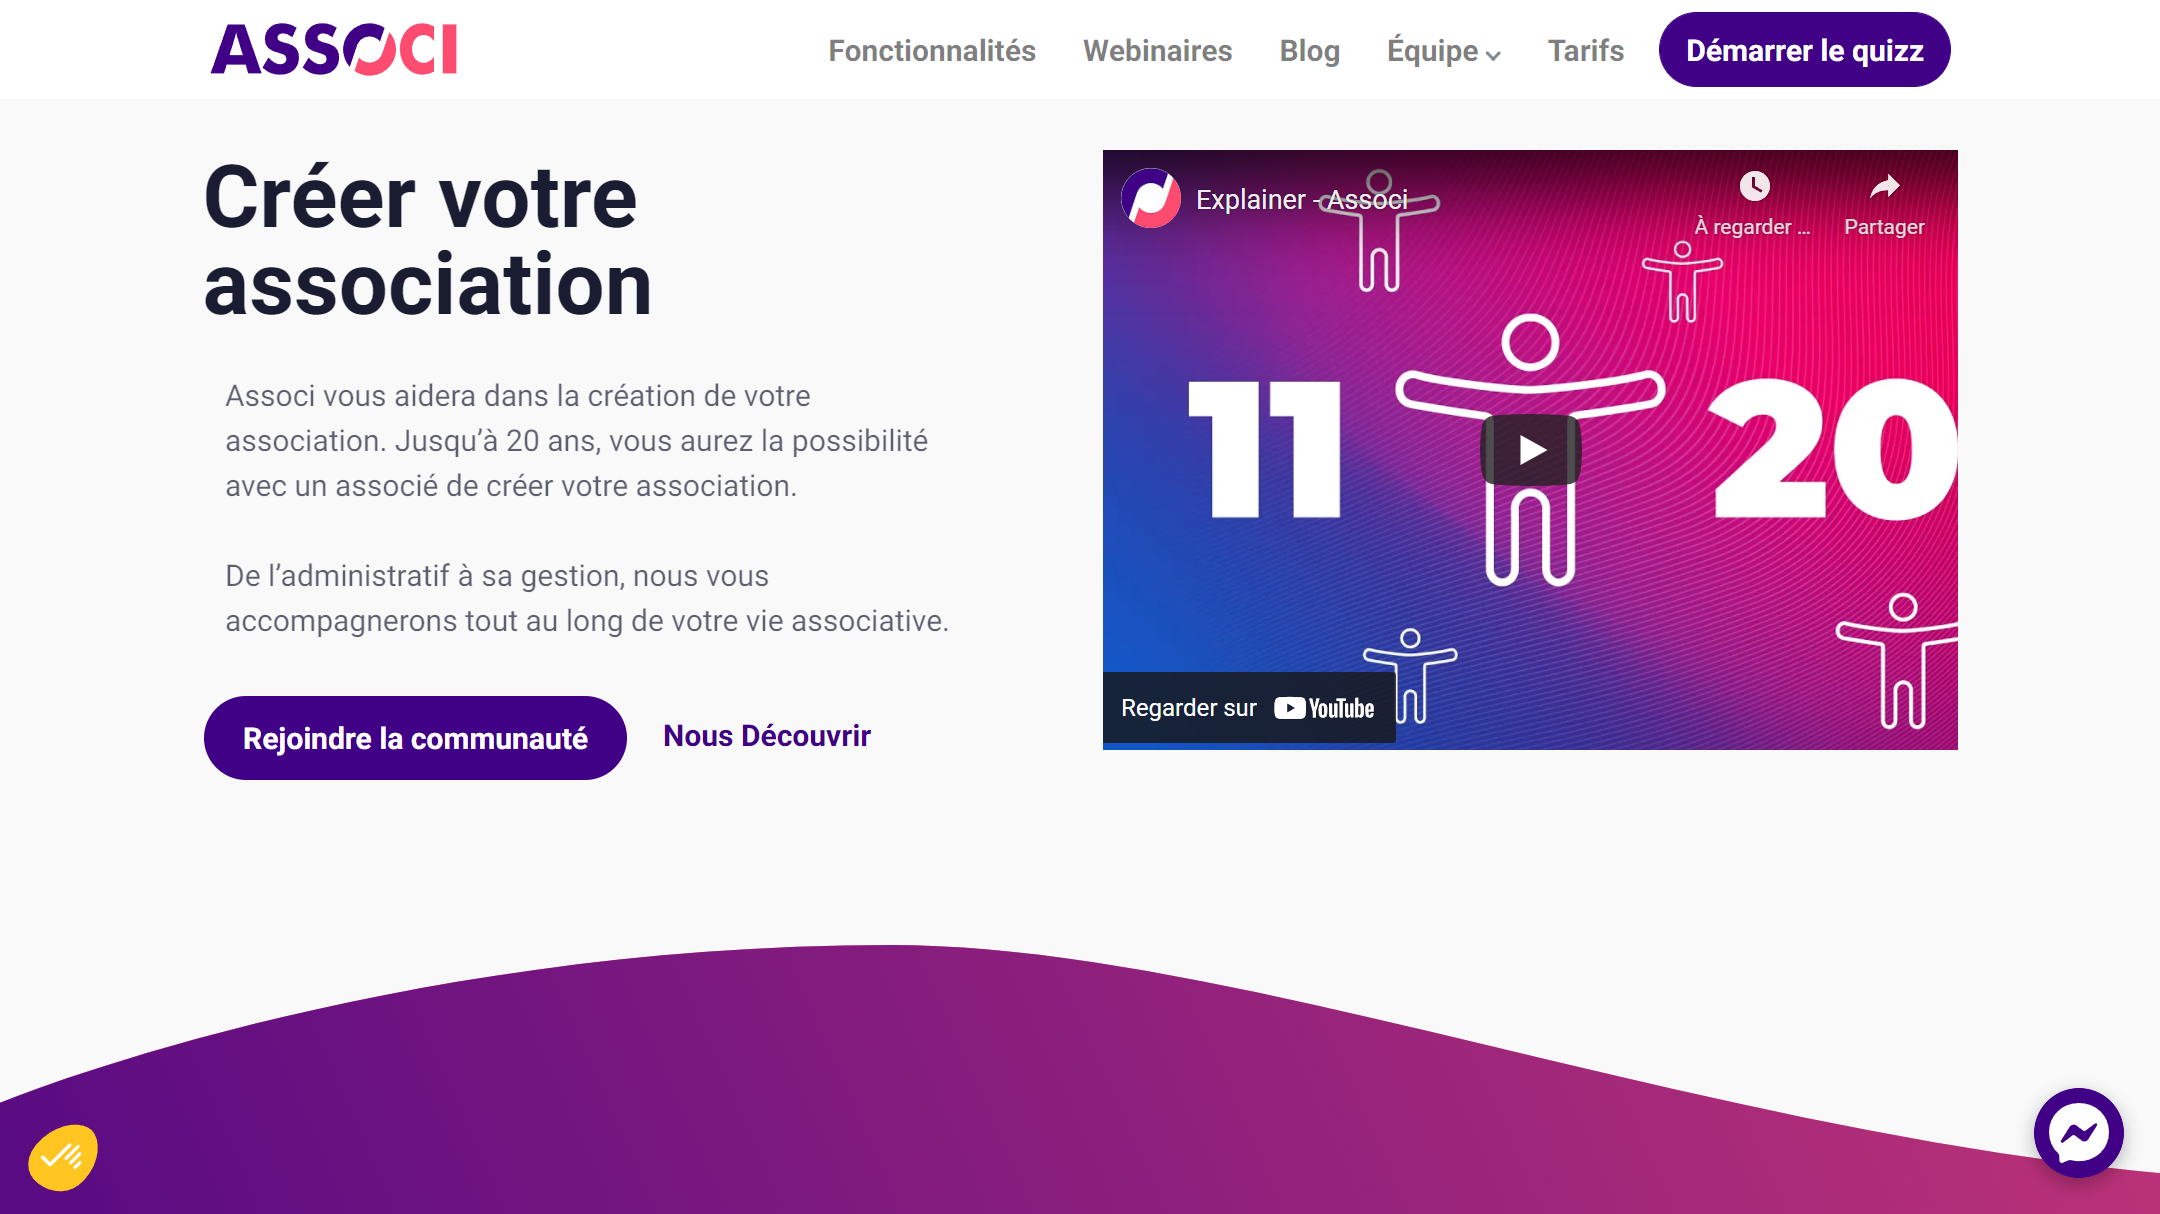 ASSOCI
Fonctionnalités
Webinaires
Blog
Équipe
Tarifs
Démarrer le quizz
Créer votre
association
Associ vous aidera dans la création de votre
association. Jusqu’à 20 ans, vous aurez la possibilité
avec un associé de créer votre association.
De l’administratif à sa gestion, nous vous
accompagnerons tout au long de votre vie associative.
Rejoindre la communauté
Nous Découvrir
Explainer - Associ
À regarder ...
Partager
11
20
Regarder sur YouTube